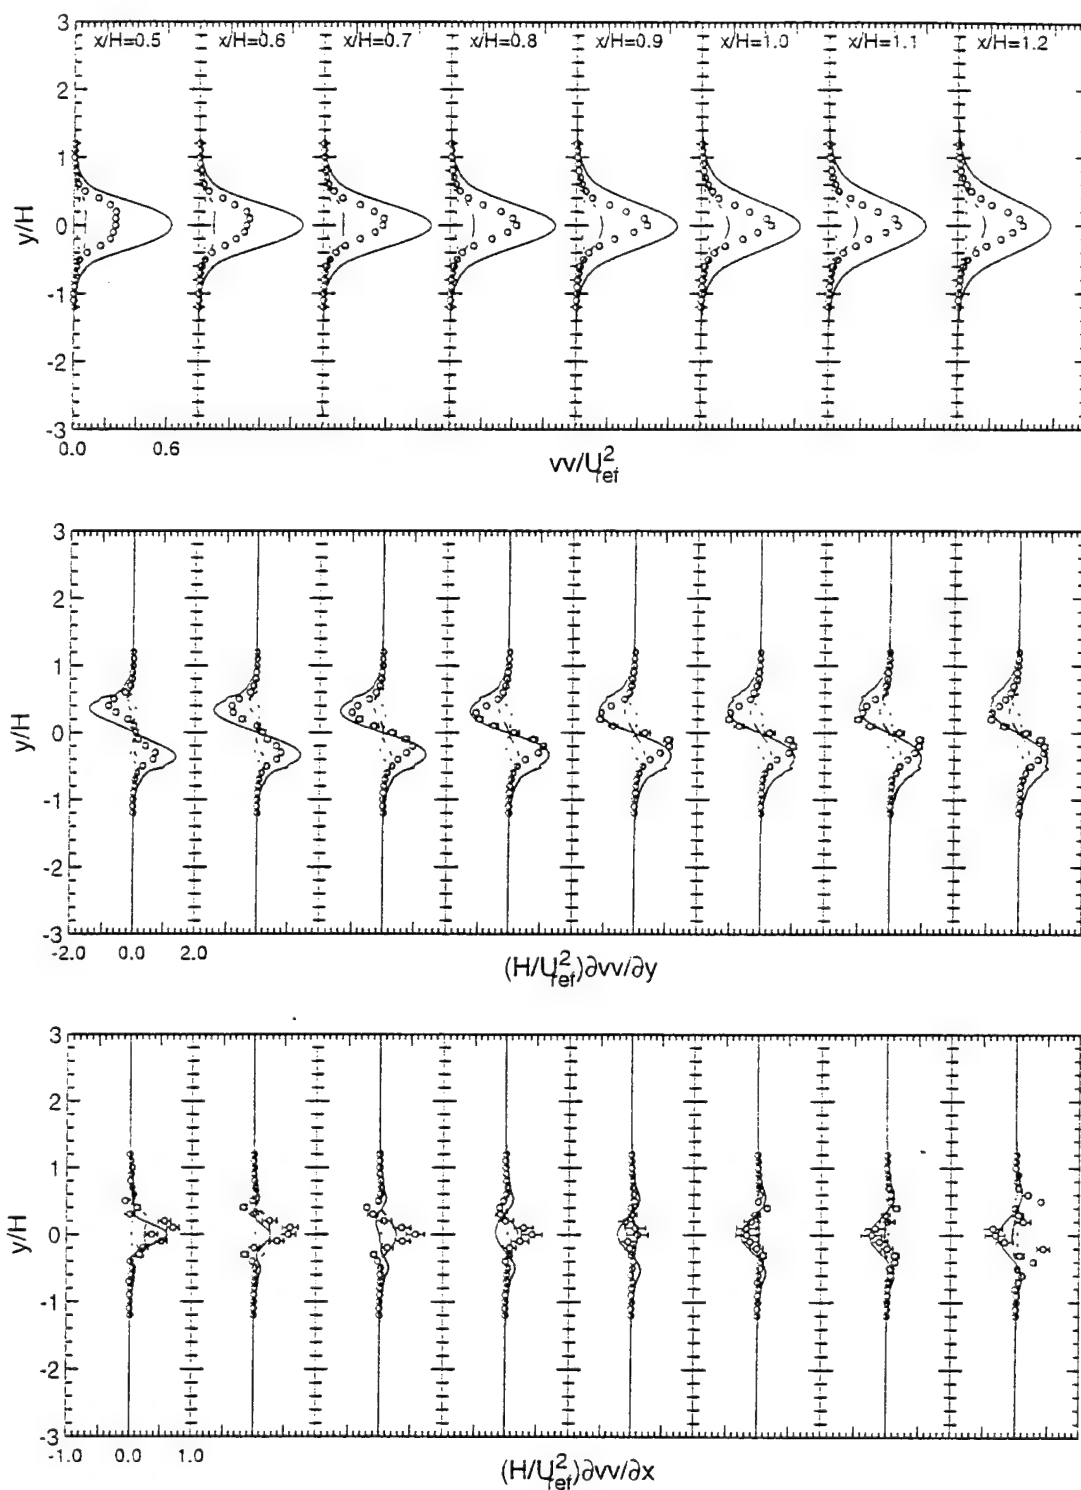 x/H=0.5 x/H=0.6 x/H=0.7 x/H=0.8 x/H=0.9 x/H=1.0 x/H=1.1 x/H=1.2
3
2
1
0
-1
-2
-3
y/H
0.0 0.6
vv/U²ref
3
2
1
0
-1
-2
-3
y/H
-2.0 0.0 2.0
(H/U²ref)∂vv/∂y
3
2
1
0
-1
-2
-3
y/H
-1.0 0.0 1.0
(H/U²ref)∂vv/∂x